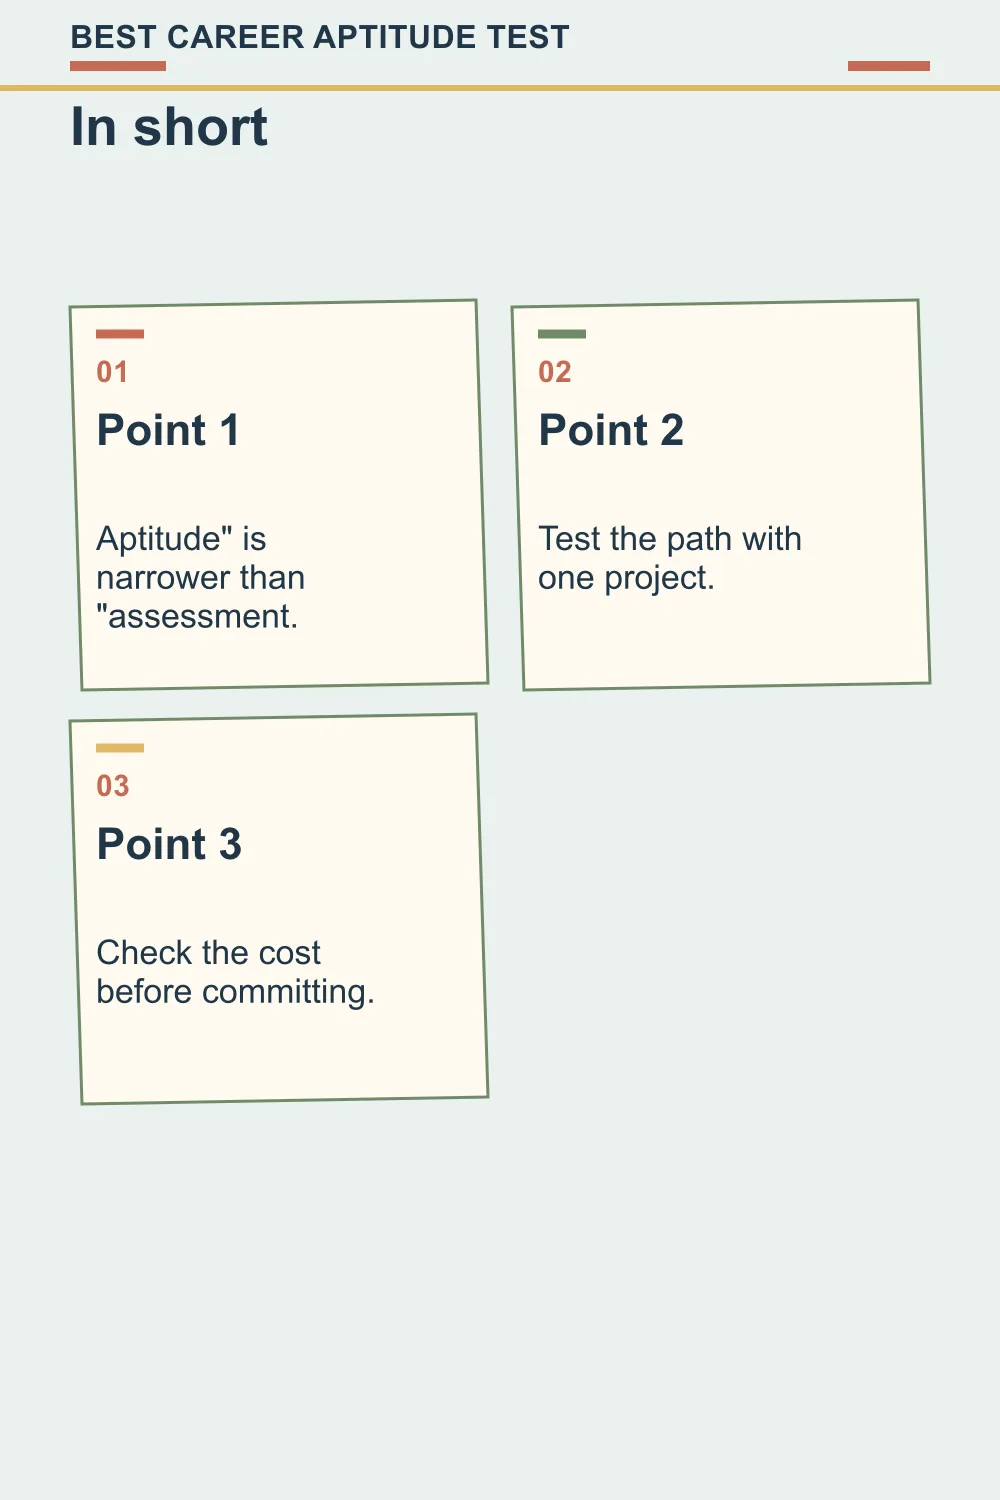 BEST CAREER APTITUDE TEST
In short
01
Point 1
Aptitude" is
narrower than
"assessment.
02
Point 2
Test the path with
one project.
03
Point 3
Check the cost
before committing.